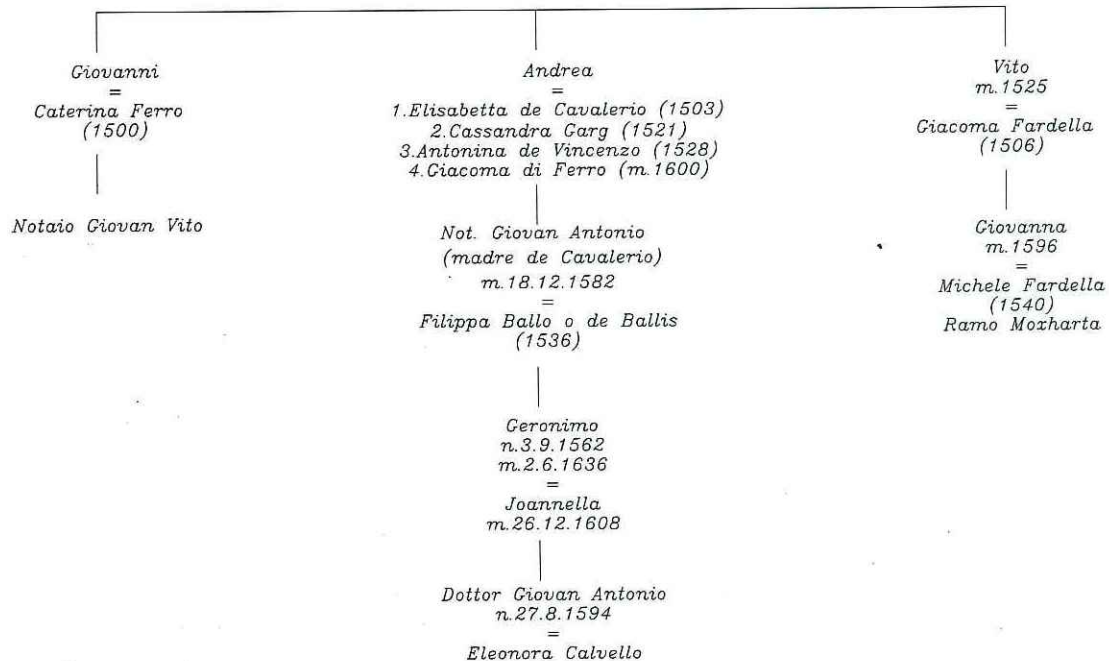 Giovanni
=
Caterina Ferro
(1500)
Notaio Giovan Vito
Andrea
=
1.Elisabetta de Cavalerio (1503)
2.Cassandra Garg (1521)
3.Antonina de Vincenzo (1528)
4.Giacoma di Ferro (m.1600)
Not. Giovan Antonio
(madre de Cavalerio)
m.18.12.1582
=
Filippa Ballo o de Ballis
(1536)
Geronimo
n.3.9.1562
m.2.6.1636
=
Joannella
m.26.12.1608
Dottor Giovan Antonio
n.27.8.1594
=
Eleonora Calvello
Vito
m.1525
=
Giacoma Fardella
(1506)
Giovanna
m.1596
=
Michele Fardella
(1540)
Ramo Moxharta